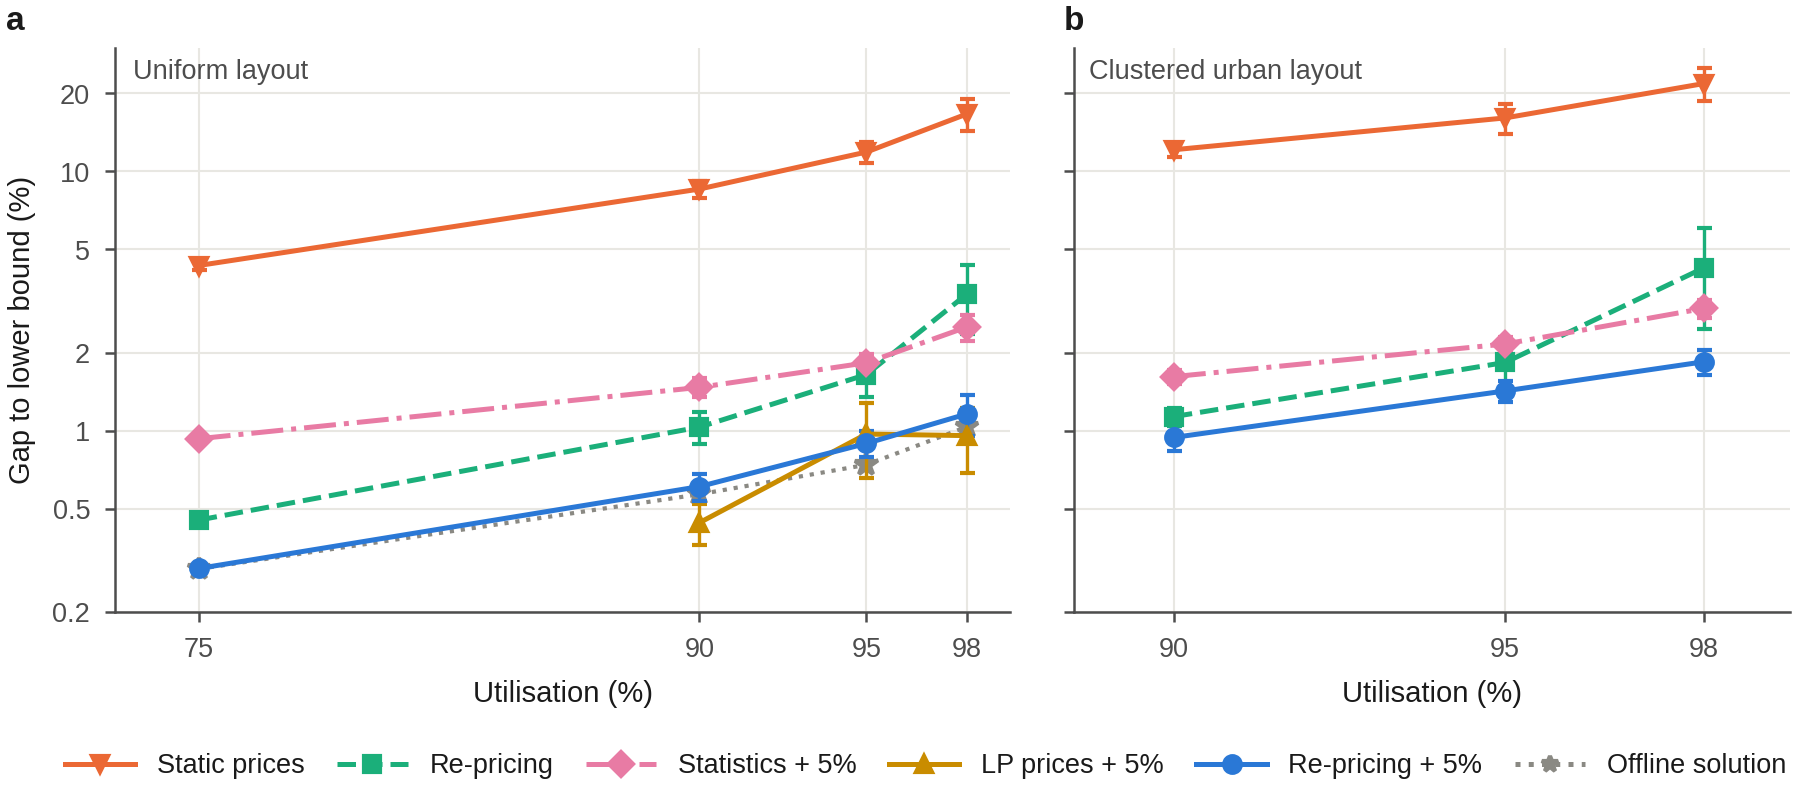 a
b
Uniform layout
Clustered urban layout
Gap to lower bound (%)
20
10
5
2
1
0.5
0.2
75
90
95
98
90
95
98
Utilisation (%)
Utilisation (%)
Static prices
Re-pricing
Statistics + 5%
LP prices + 5%
Re-pricing + 5%
Offline solution